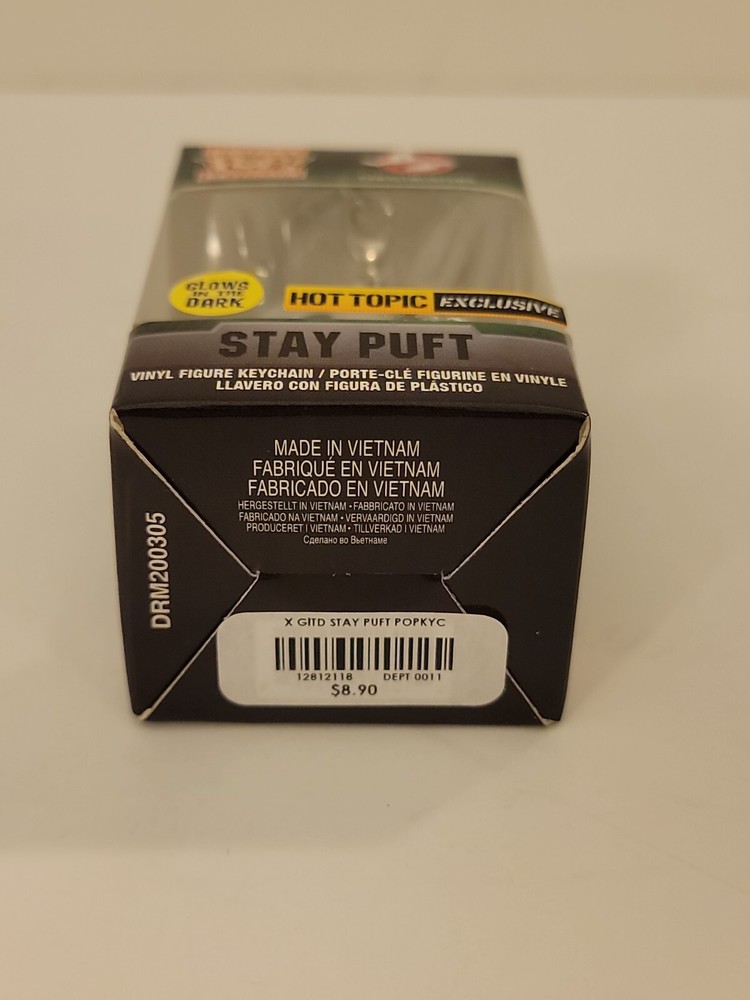 GLOWS
IN THE
DARK
HOT TOPIC EXCLUSIVE
STAY PUFT
VINYL FIGURE KEYCHAIN / PORTE-CLÉ FIGURINE EN VINYLE
LLAVERO CON FIGURA DE PLÁSTICO
MADE IN VIETNAM
FABRIQUÉ EN VIETNAM
FABRICADO EN VIETNAM
HERGESTELLT IN VIETNAM • FABBRICATO IN VIETNAM
FABRICADO NA VIETNAM • VERVAARDIGD IN VIETNAM
PRODUCERET I VIETNAM • TILLVERKAD I VIETNAM
Сделано во Вьетнаме
DRM200305
X GITD STAY PUFT POPKYC
12812118 DEPT 0011
$8.90